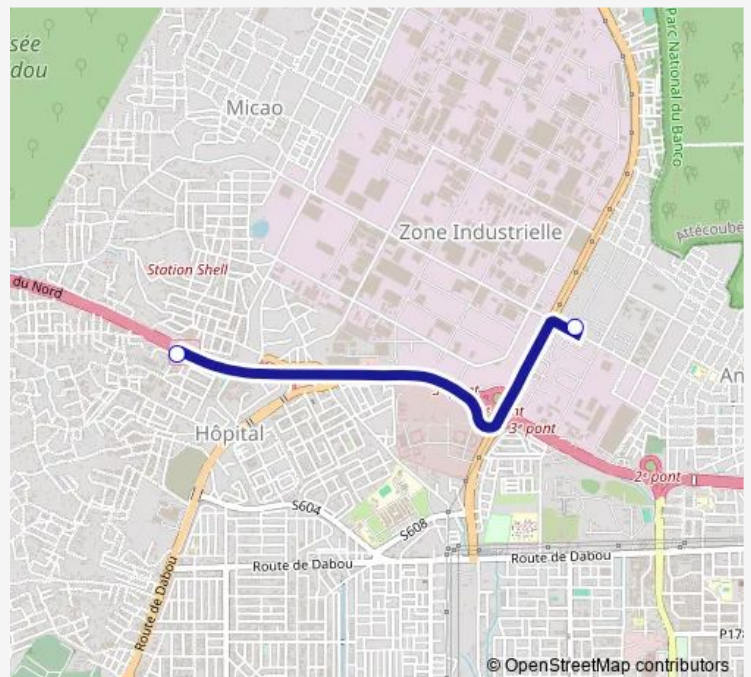 sée
dou
Micao
Parc National du Banco
Zone Industrielle
Attécoubé
Station Shell
du Nord
An
pont
3ᵉ pont
Hôpital
2ᵉ pont
S604
S608
Route de Dabou
Route de Dabou
Route de Dabou
P17
© OpenStreetMap contributors